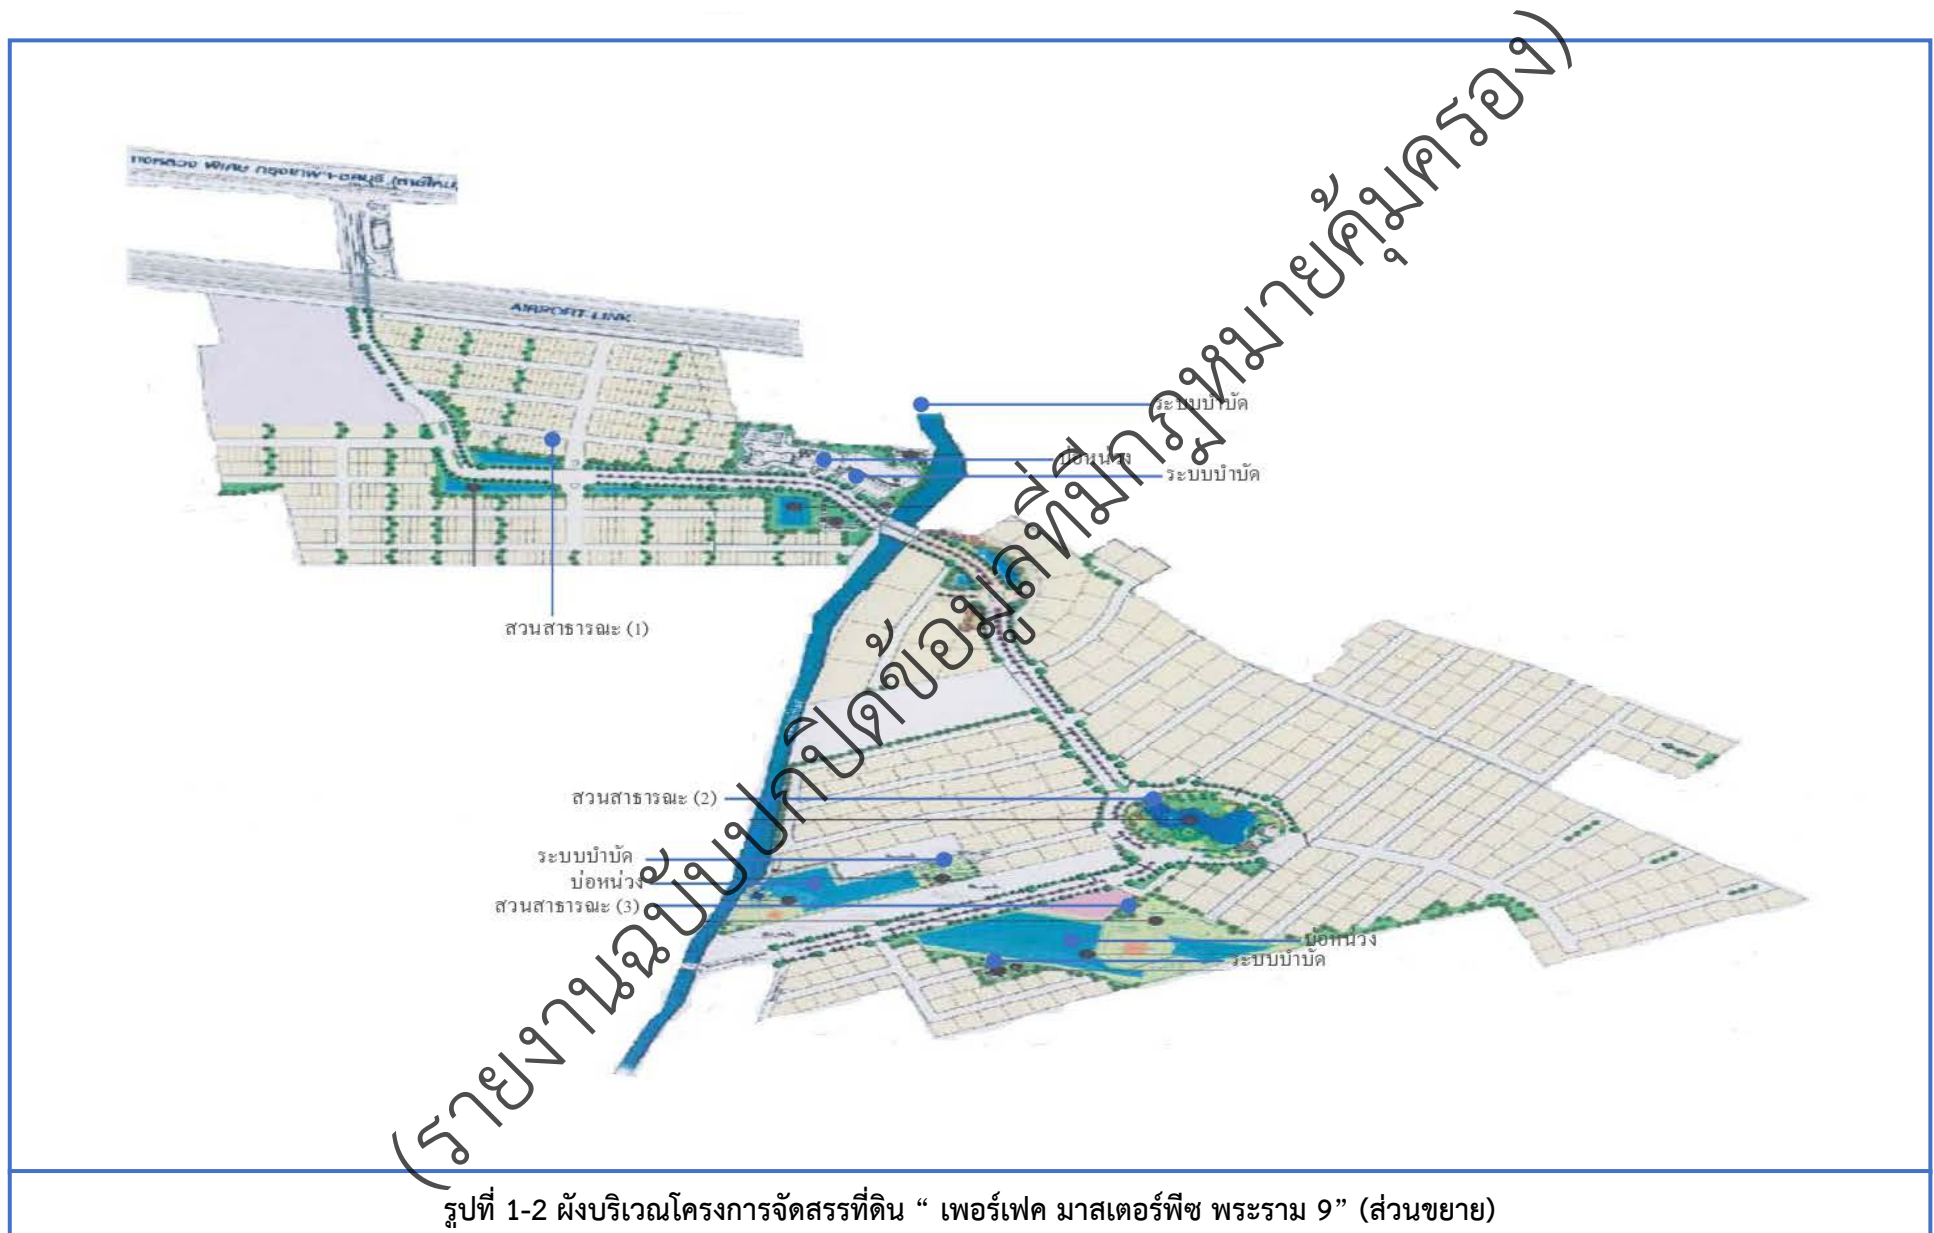 AIRPORT LINK
ระบบบำบัด
บ่อหน่วง
ระบบบำบัด
สวนสาธารณะ (1)
สวนสาธารณะ (2)
ระบบบำบัด
บ่อหน่วง
สวนสาธารณะ (3)
บ่อหน่วง
ระบบบำบัด
(รายงานฉบับปกปิดข้อมูลที่มีกฎหมายคุ้มครอง)
รูปที่ 1-2 ผังบริเวณโครงการจัดสรรที่ดิน “ เพอร์เฟค มาสเตอร์พีซ พระราม 9” (ส่วนขยาย)